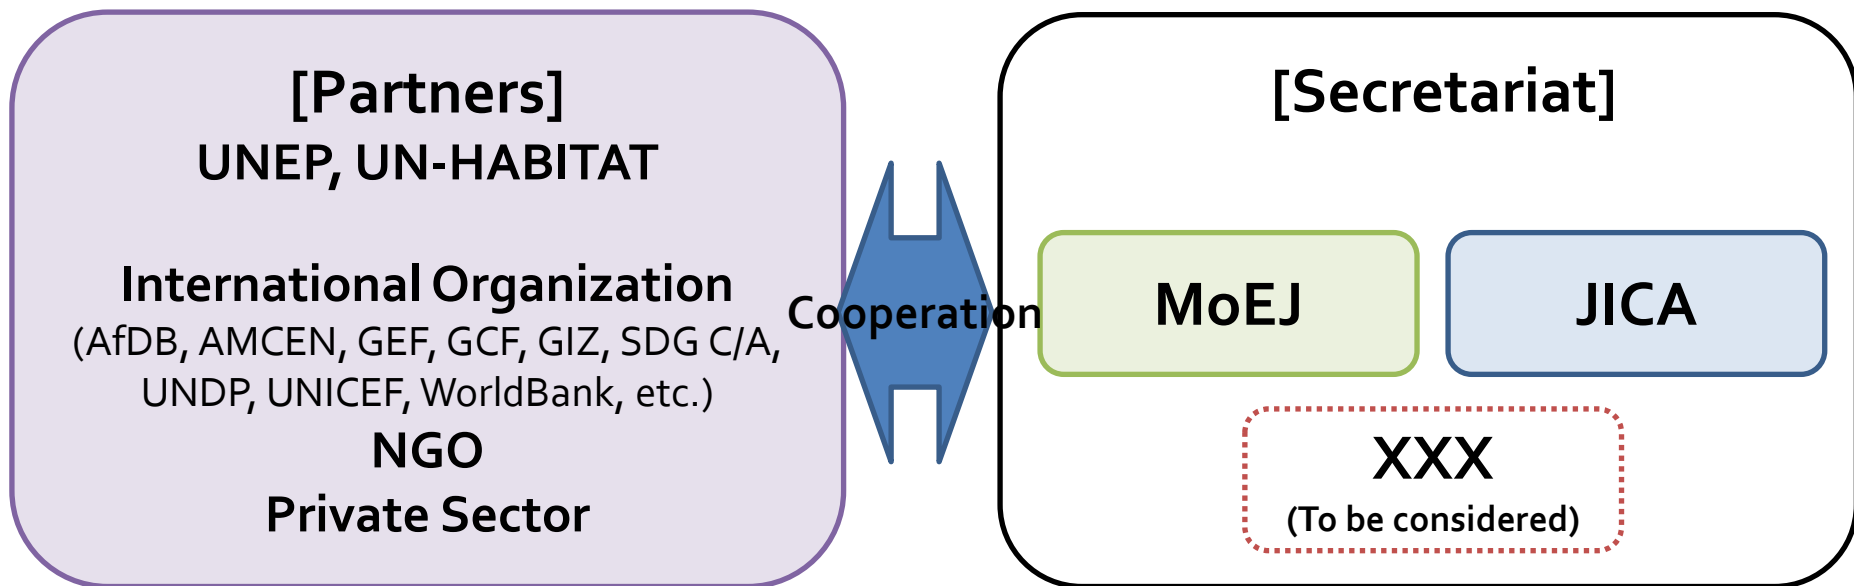 [Partners]
UNEP, UN-HABITAT
International Organization
(AfDB, AMCEN, GEF, GCF, GIZ, SDG C/A,
UNDP, UNICEF, WorldBank, etc.)
NGO
Private Sector
Cooperation
[Secretariat]
MoEJ
JICA
XXX
(To be considered)